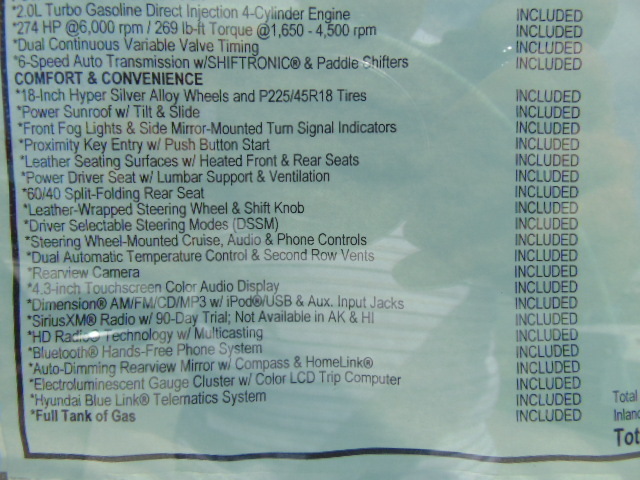 *2.0L Turbo Gasoline Direct Injection 4-Cylinder Engine INCLUDED
*274 HP @6,000 rpm / 269 lb-ft Torque @1,650 - 4,500 rpm INCLUDED
*Dual Continuous Variable Valve Timing INCLUDED
*6-Speed Auto Transmission w/SHIFTRONIC® & Paddle Shifters INCLUDED
COMFORT & CONVENIENCE
*18-Inch Hyper Silver Alloy Wheels and P225/45R18 Tires INCLUDED
*Power Sunroof w/ Tilt & Slide INCLUDED
*Front Fog Lights & Side Mirror-Mounted Turn Signal Indicators INCLUDED
*Proximity Key Entry w/ Push Button Start INCLUDED
*Leather Seating Surfaces w/ Heated Front & Rear Seats INCLUDED
*Power Driver Seat w/ Lumbar Support & Ventilation INCLUDED
*60/40 Split-Folding Rear Seat INCLUDED
*Leather-Wrapped Steering Wheel & Shift Knob INCLUDED
*Driver Selectable Steering Modes (DSSM) INCLUDED
*Steering Wheel-Mounted Cruise, Audio & Phone Controls INCLUDED
*Dual Automatic Temperature Control & Second Row Vents INCLUDED
*Rearview Camera INCLUDED
*4.3-inch Touchscreen Color Audio Display INCLUDED
*Dimension® AM/FM/CD/MP3 w/ iPod®/USB & Aux. Input Jacks INCLUDED
*SiriusXM® Radio w/ 90-Day Trial; Not Available in AK & HI INCLUDED
*HD Radio® Technology w/ Multicasting INCLUDED
*Bluetooth® Hands-Free Phone System INCLUDED
*Auto-Dimming Rearview Mirror w/ Compass & HomeLink® INCLUDED
*Electroluminescent Gauge Cluster w/ Color LCD Trip Computer INCLUDED
*Hyundai Blue Link® Telematics System INCLUDED
*Full Tank of Gas INCLUDED
Total
Inland
Tot